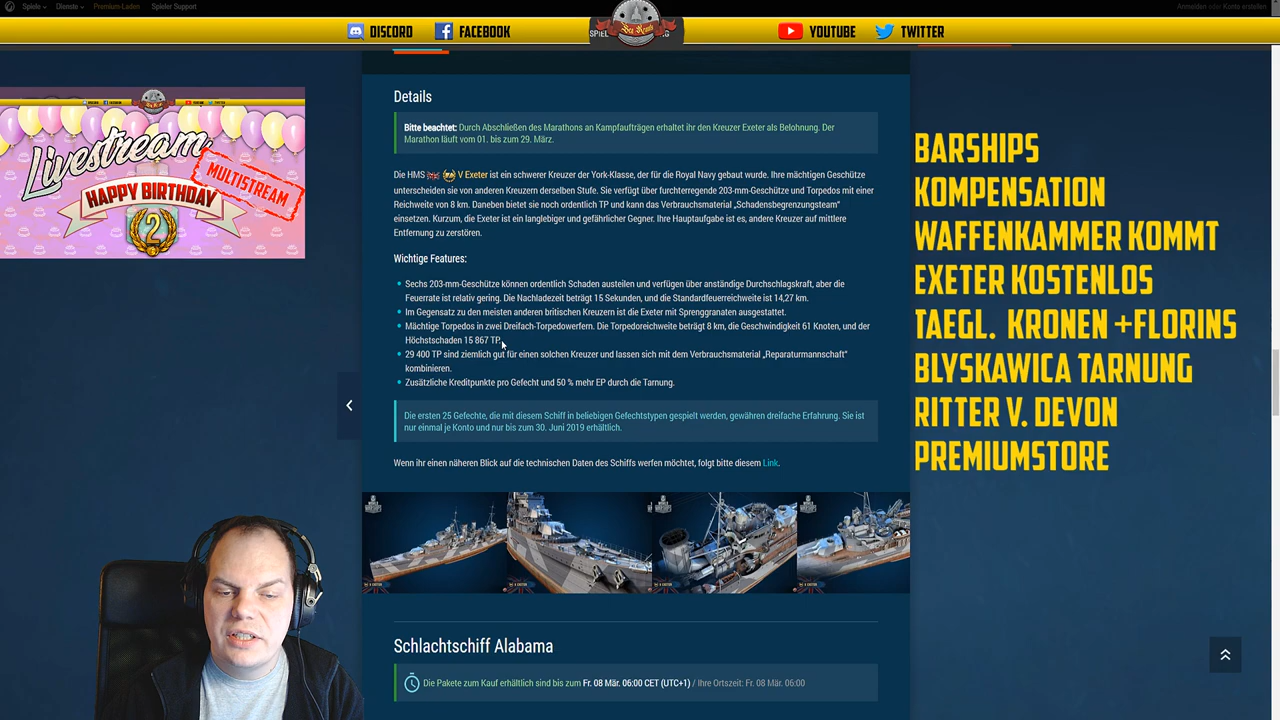 Spiele
Dienste
Premium-Laden
Spieler Support
Anmelden oder Konto erstellen
DISCORD
FACEBOOK
SPIEL
Sea Kings
G
YOUTUBE
TWITTER
Livestream
MULTISTREAM
HAPPY BIRTHDAY
2
Details
Bitte beachtet: Durch Abschließen des Marathons an Kampfaufträgen erhaltet ihr den Kreuzer Exeter als Belohnung. Der
Marathon läuft vom 01. bis zum 29. März.
Die HMS V Exeter ist ein schwerer Kreuzer der York-Klasse, der für die Royal Navy gebaut wurde. Ihre mächtigen Geschütze
unterscheiden sie von anderen Kreuzern derselben Stufe. Sie verfügt über furchterregende 203-mm-Geschütze und Torpedos mit einer
Reichweite von 8 km. Daneben bietet sie noch ordentlich TP und kann das Verbrauchsmaterial „Schadensbegrenzungsteam"
einsetzen. Kurzum, die Exeter ist ein langlebiger und gefährlicher Gegner. Ihre Hauptaufgabe ist es, andere Kreuzer auf mittlere
Entfernung zu zerstören.
Wichtige Features:
Sechs 203-mm-Geschütze können ordentlich Schaden austeilen und verfügen über anständige Durchschlagskraft, aber die
Feuerrate ist relativ gering. Die Nachladezeit beträgt 15 Sekunden, und die Standardfeuerreichweite ist 14,27 km.
Im Gegensatz zu den meisten anderen britischen Kreuzern ist die Exeter mit Sprenggranaten ausgestattet.
Mächtige Torpedos in zwei Dreifach-Torpedowerfern. Die Torpedoreichweite beträgt 8 km, die Geschwindigkeit 61 Knoten, und der
Höchstschaden 15 867 TP.
29 400 TP sind ziemlich gut für einen solchen Kreuzer und lassen sich mit dem Verbrauchsmaterial „Reparaturmannschaft"
kombinieren.
Zusätzliche Kreditpunkte pro Gefecht und 50 % mehr EP durch die Tarnung.
Die ersten 25 Gefechte, die mit diesem Schiff in beliebigen Gefechtstypen gespielt werden, gewähren dreifache Erfahrung. Sie ist
nur einmal je Konto und nur bis zum 30. Juni 2019 erhältlich.
Wenn ihr einen näheren Blick auf die technischen Daten des Schiffs werfen möchtet, folgt bitte diesem Link.
Schlachtschiff Alabama
Die Pakete zum Kauf erhältlich sind bis zum Fr. 08 Mär. 06:00 CET (UTC+1) / Ihre Ortszeit: Fr. 08 Mär. 06:00
BARSHIPS
KOMPENSATION
WAFFENKAMMER KOMMT
EXETER KOSTENLOS
TAEGL. KRONEN +FLORINS
BLYSKAWICA TARNUNG
RITTER V. DEVON
PREMIUMSTORE